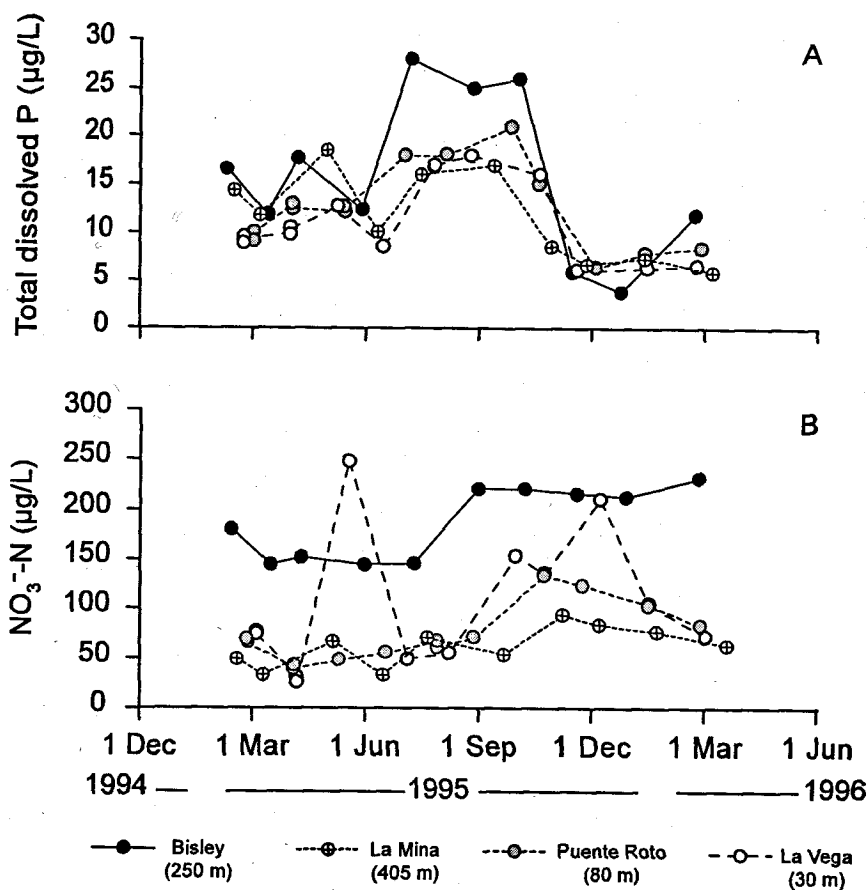 A
Total dissolved P (µg/L)
30
25
20
15
10
5
0
B
NO₃⁻-N (µg/L)
300
250
200
150
100
50
0
1 Dec 1 Mar 1 Jun 1 Sep 1 Dec 1 Mar 1 Jun
1994 1995 1996
Bisley La Mina Puente Roto La Vega
(250 m) (405 m) (80 m) (30 m)